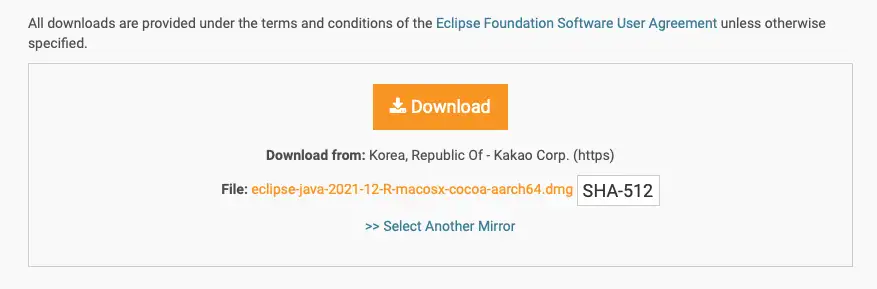 All downloads are provided under the terms and conditions of the Eclipse Foundation Software User Agreement unless otherwise
specified.
Download
Download from: Korea, Republic Of - Kakao Corp. (https)
File: eclipse-java-2021-12-R-macosx-cocoa-aarch64.dmg SHA-512
>> Select Another Mirror